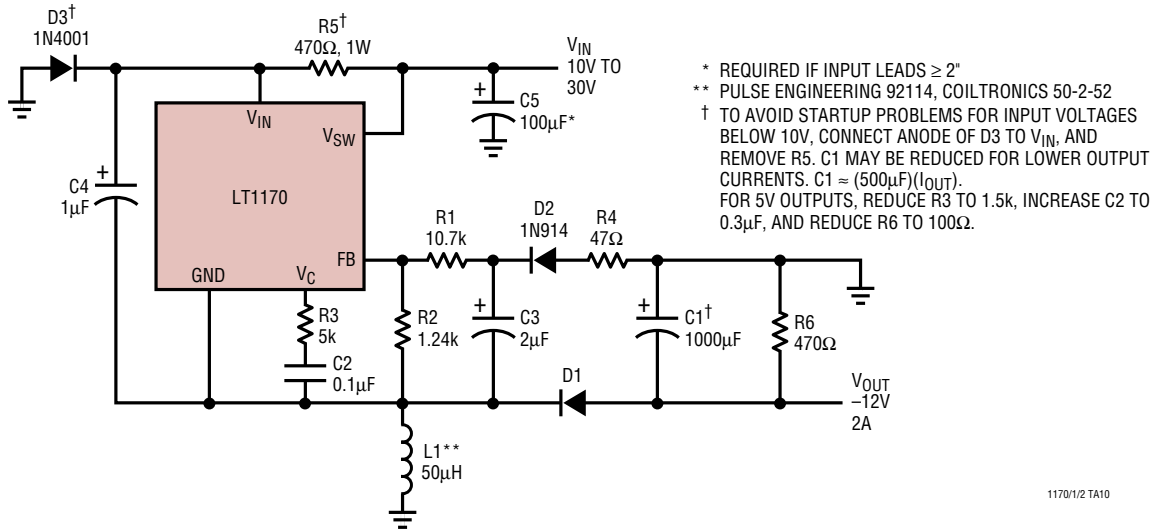 D3†
1N4001
R5†
470Ω, 1W
VIN
10V TO
30V
+
C5
100µF*
* REQUIRED IF INPUT LEADS ≥ 2"
** PULSE ENGINEERING 92114, COILTRONICS 50-2-52
† TO AVOID STARTUP PROBLEMS FOR INPUT VOLTAGES
BELOW 10V, CONNECT ANODE OF D3 TO VIN, AND
REMOVE R5. C1 MAY BE REDUCED FOR LOWER OUTPUT
CURRENTS. C1 ≈ (500µF)(IOUT).
FOR 5V OUTPUTS, REDUCE R3 TO 1.5k, INCREASE C2 TO
0.3µF, AND REDUCE R6 TO 100Ω.
VIN
VSW
LT1170
GND
VC
FB
+
C4
1µF
R1
10.7k
D2
1N914
R4
47Ω
R3
5k
C2
0.1µF
R2
1.24k
+
C3
2µF
+
C1†
1000µF
R6
470Ω
D1
VOUT
–12V
2A
L1**
50µH
1170/1/2 TA10